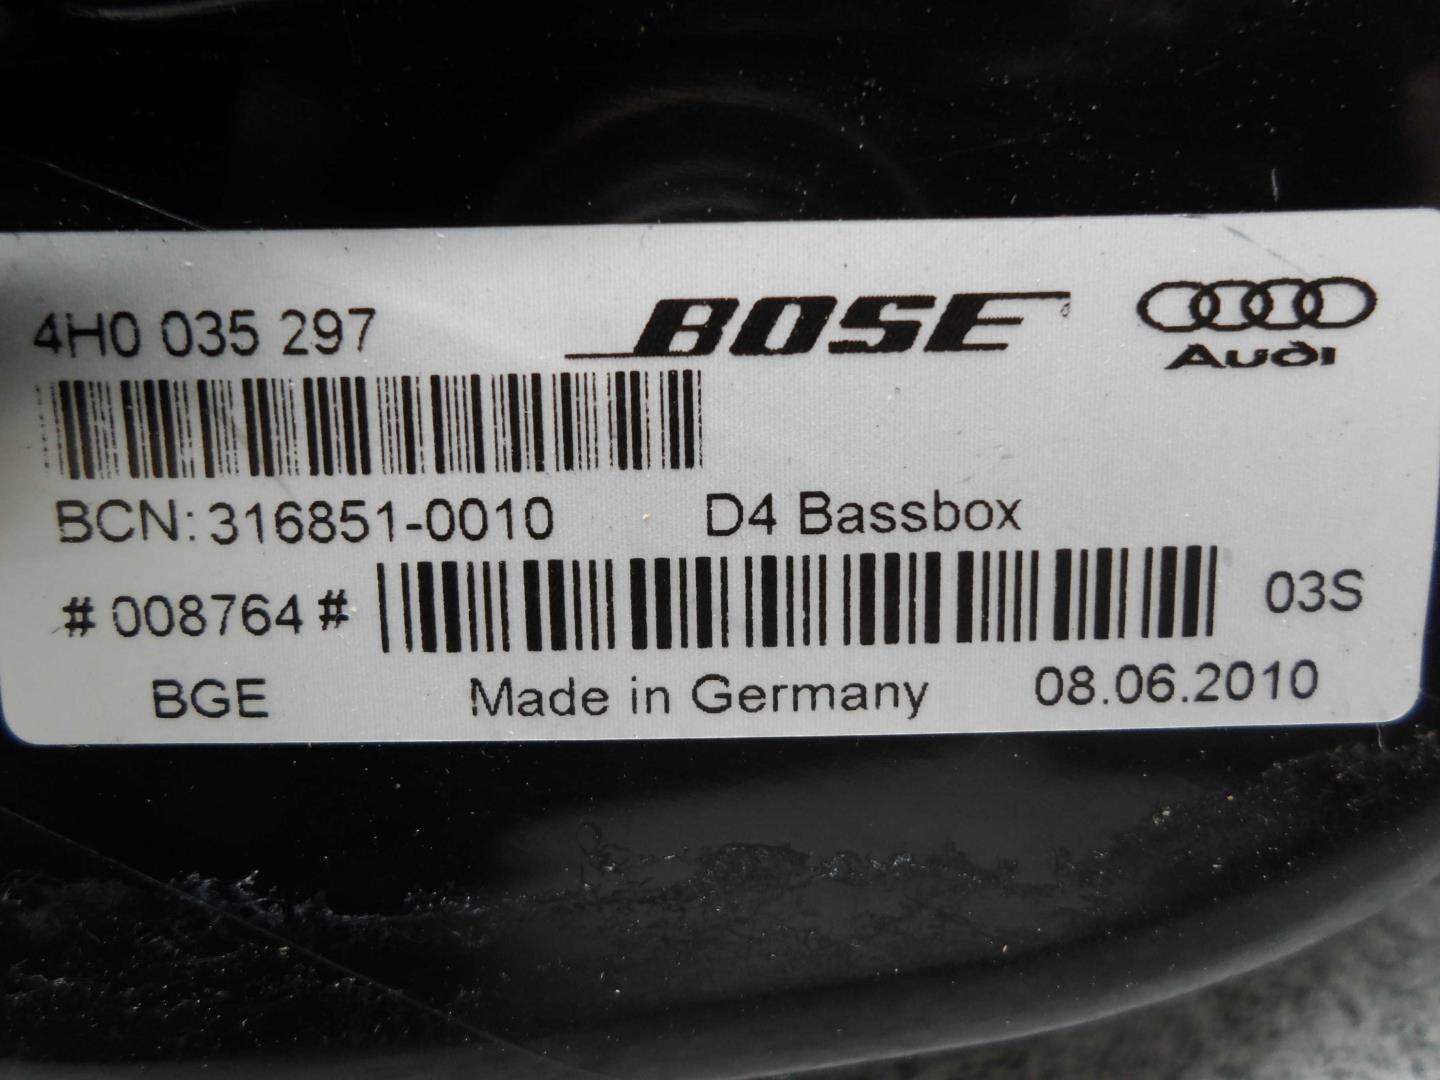 4H0 035 297
BOSE
Audi
BCN: 316851-0010
D4 Bassbox
#008764#
03S
BGE
Made in Germany
08.06.2010